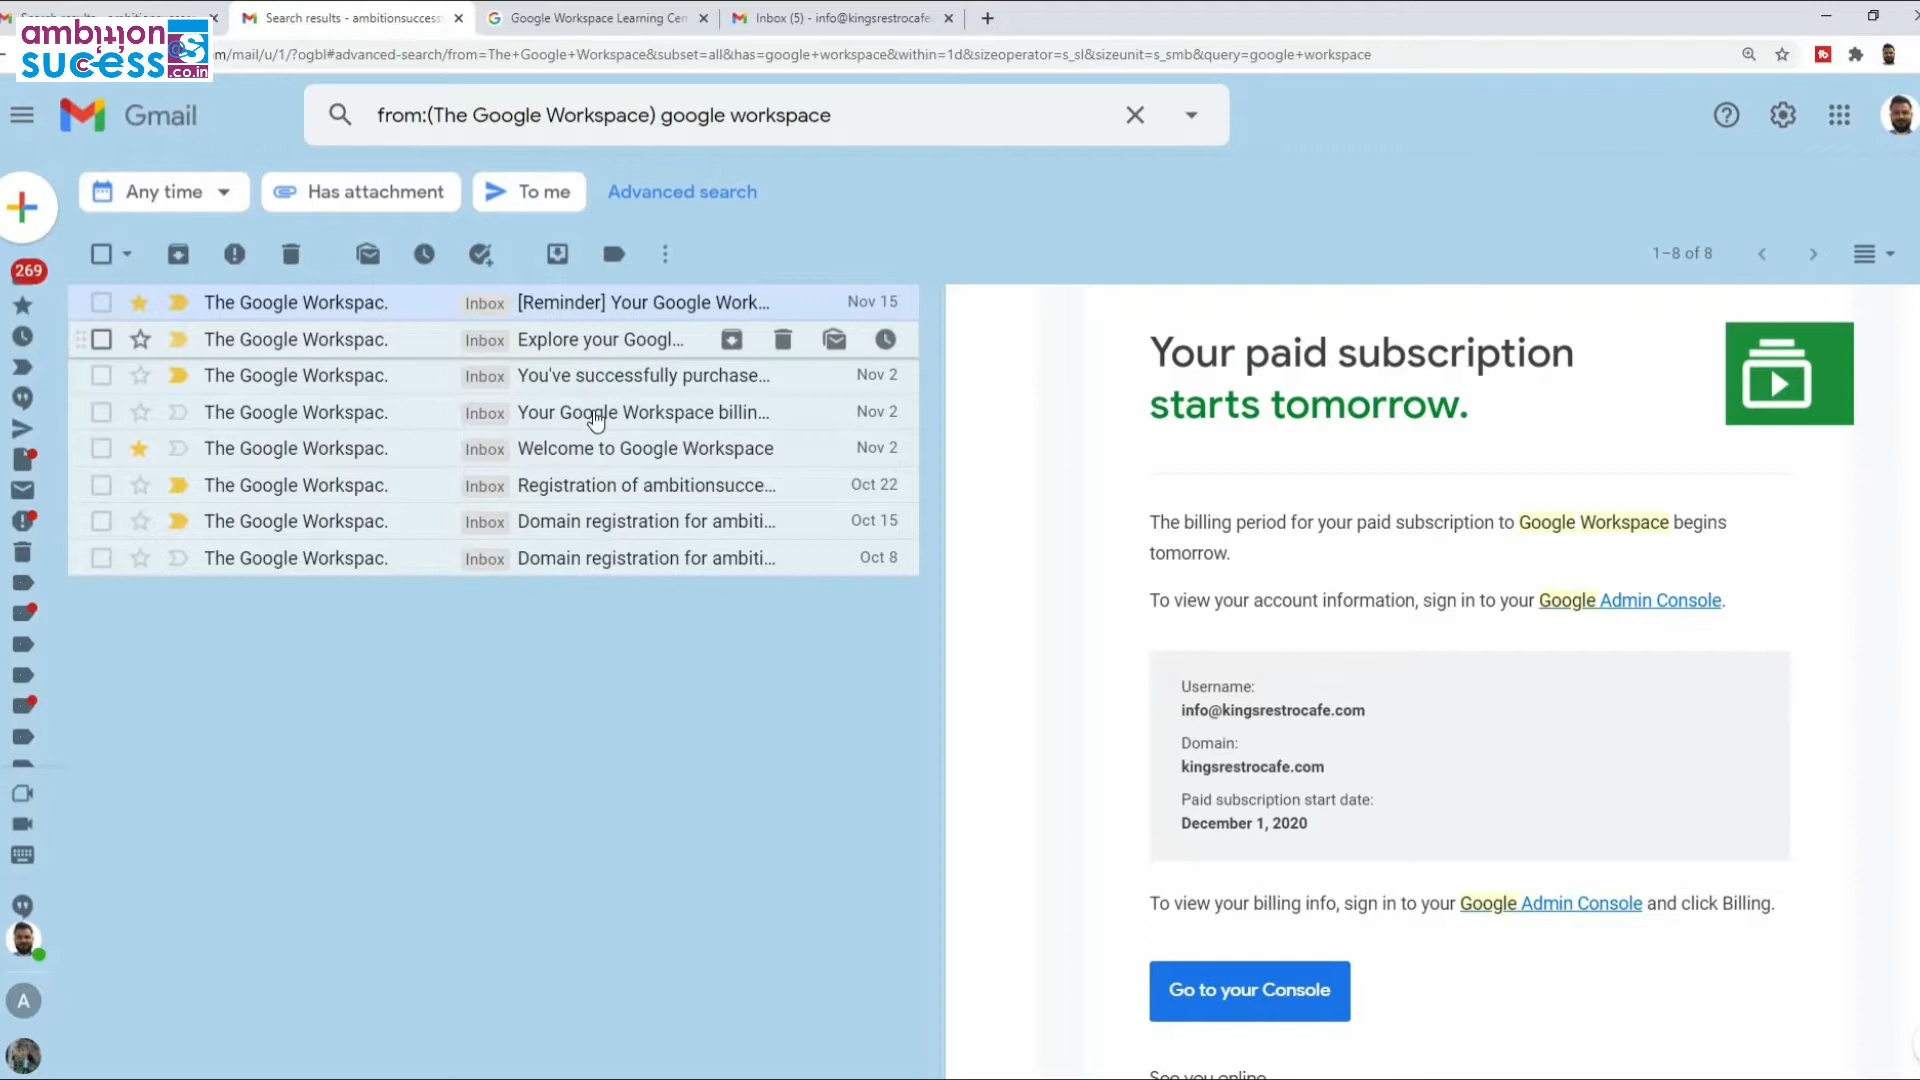 Search results - ambitionsuccess
Google Workspace Learning Cen
Inbox (5) - info@kingsrestrocafe.
ambition
success
.co.in
m/mail/u/1/?ogbl#advanced-search/from=The+Google+Workspace&subset=all&has=google+workspace&within=1d&sizeoperator=s_sl&sizeunit=s_smb&query=google+workspace
Gmail
from:(The Google Workspace) google workspace
Any time
Has attachment
To me
Advanced search
1–8 of 8
269
The Google Workspac. Inbox [Reminder] Your Google Work... Nov 15
The Google Workspac. Inbox Explore your Googl...
The Google Workspac. Inbox You've successfully purchase... Nov 2
The Google Workspac. Inbox Your Google Workspace billin... Nov 2
The Google Workspac. Inbox Welcome to Google Workspace Nov 2
The Google Workspac. Inbox Registration of ambitionsucce... Oct 22
The Google Workspac. Inbox Domain registration for ambiti... Oct 15
The Google Workspac. Inbox Domain registration for ambiti... Oct 8
A
Your paid subscription
starts tomorrow.
The billing period for your paid subscription to Google Workspace begins
tomorrow.
To view your account information, sign in to your Google Admin Console.
Username:
info@kingsrestrocafe.com
Domain:
kingsrestrocafe.com
Paid subscription start date:
December 1, 2020
To view your billing info, sign in to your Google Admin Console and click Billing.
Go to your Console
See you online